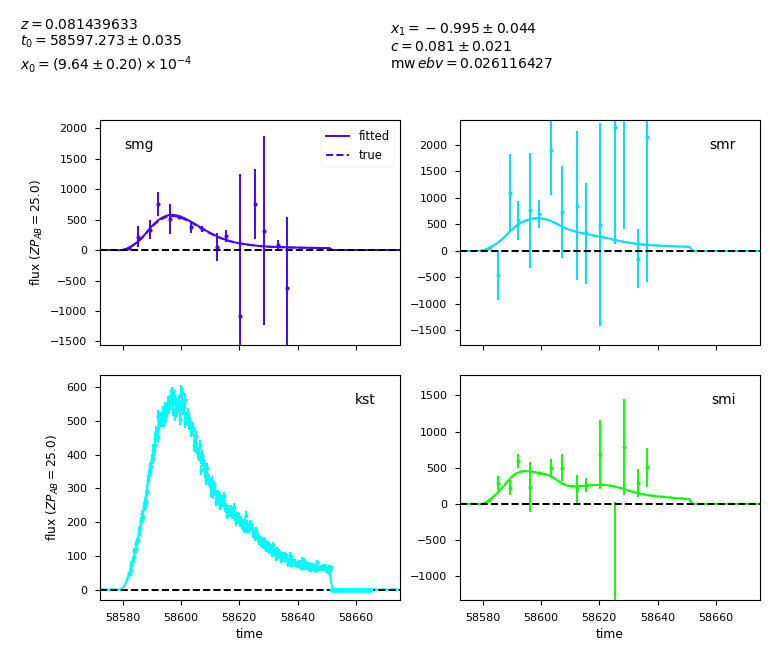 z = 0.081439633
t₀ = 58597.273 ± 0.035
x₀ = (9.64 ± 0.20) × 10⁻⁴
x₁ = −0.995 ± 0.044
c = 0.081 ± 0.021
mw ebv = 0.026116427
smg
fitted
true
2000
1500
1000
500
0
−500
−1000
−1500
flux (ZP_AB = 25.0)
smr
2000
1500
1000
500
0
−500
−1000
−1500
kst
600
500
400
300
200
100
0
flux (ZP_AB = 25.0)
58580 58600 58620 58640 58660
time
smi
1500
1000
500
0
−500
−1000
58580 58600 58620 58640 58660
time